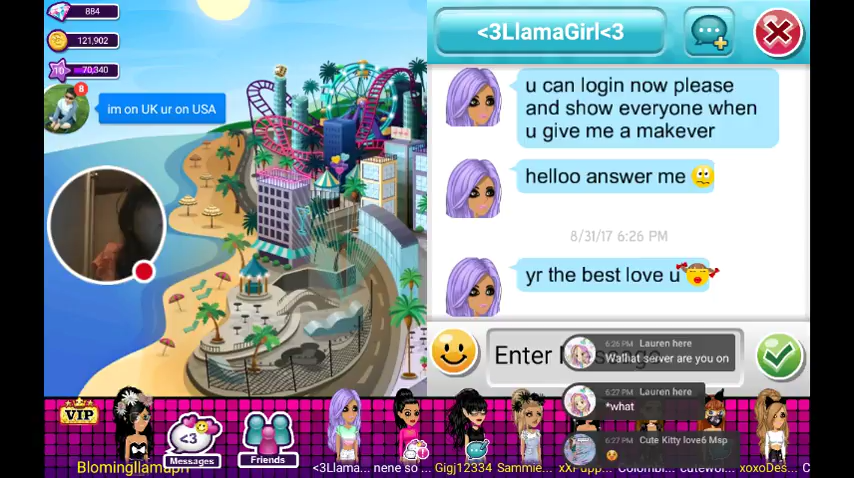 884
121,902
10 70,340
8
im on UK ur on USA
<3LlamaGirl<3
u can login now please
and show everyone when
u give me a makever
helloo answer me
8/31/17 6:26 PM
yr the best love u
Enter
6:26 PM Lauren here
Walhat server are you on
6:27 PM Lauren here
*what
6:27 PM Cute Kitty love6 Msp
VIP
<3
Messages
Friends
Blomingllamaprl
<3Llama...
nene so ...
Gigj12334
Sammie...
xXPupp...
Colombi...
cutewol...
xoxoDes...
C